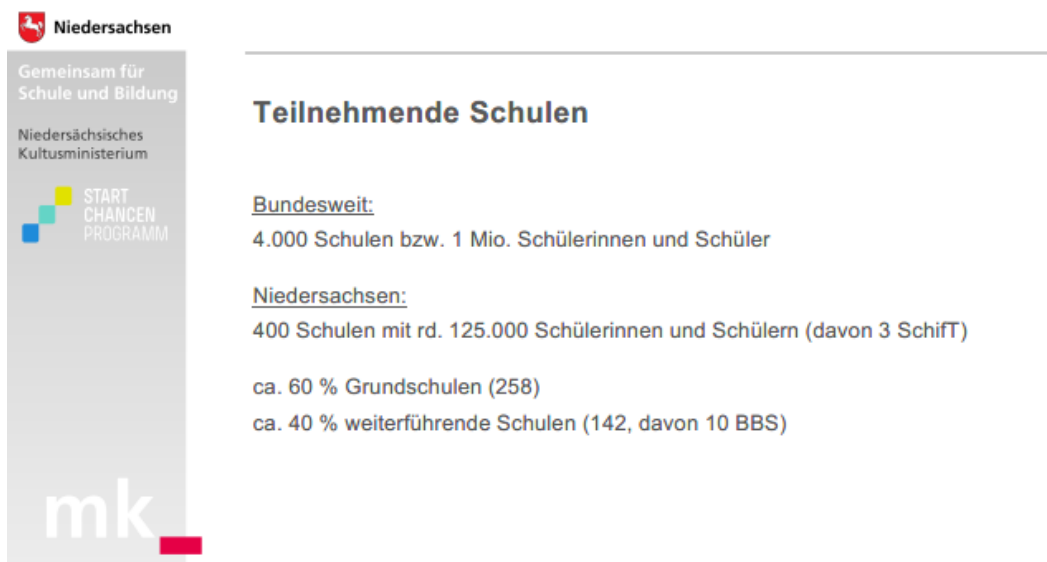 Niedersachsen
Gemeinsam für
Schule und Bildung
Niedersächsisches
Kultusministerium
START
CHANCEN
PROGRAMM
mk
Teilnehmende Schulen
Bundesweit:
4.000 Schulen bzw. 1 Mio. Schülerinnen und Schüler
Niedersachsen:
400 Schulen mit rd. 125.000 Schülerinnen und Schülern (davon 3 SchifT)
ca. 60 % Grundschulen (258)
ca. 40 % weiterführende Schulen (142, davon 10 BBS)